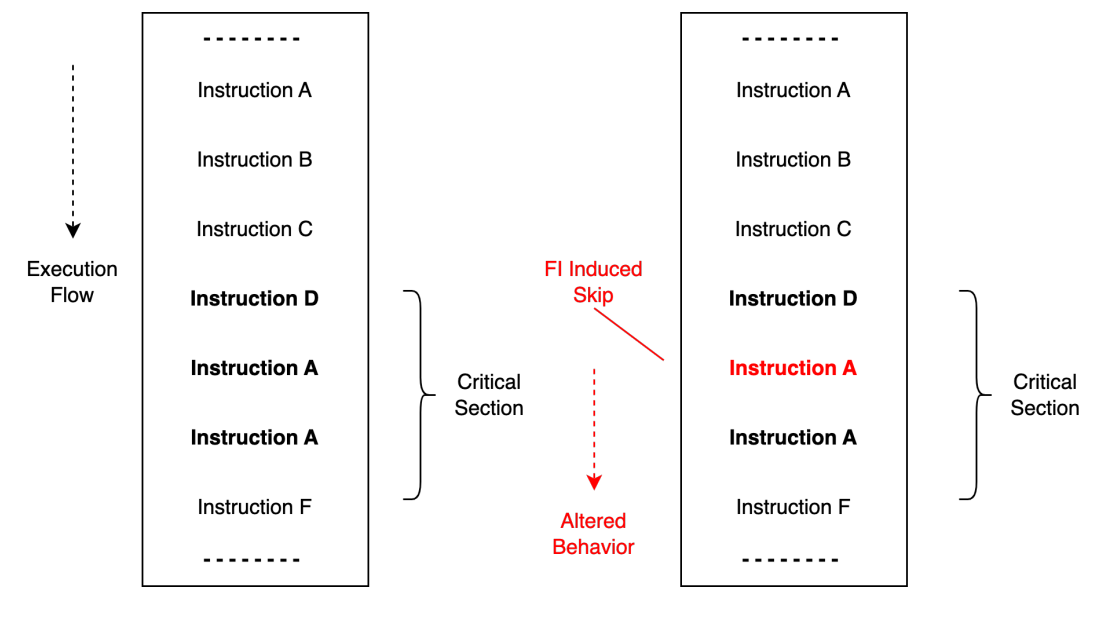 Instruction A
Instruction B
Instruction C
Instruction D
Instruction A
Instruction A
Instruction F
Execution
Flow
Critical
Section
FI Induced
Skip
Altered
Behavior
Instruction A
Instruction B
Instruction C
Instruction D
Instruction A
Instruction A
Instruction F
Critical
Section